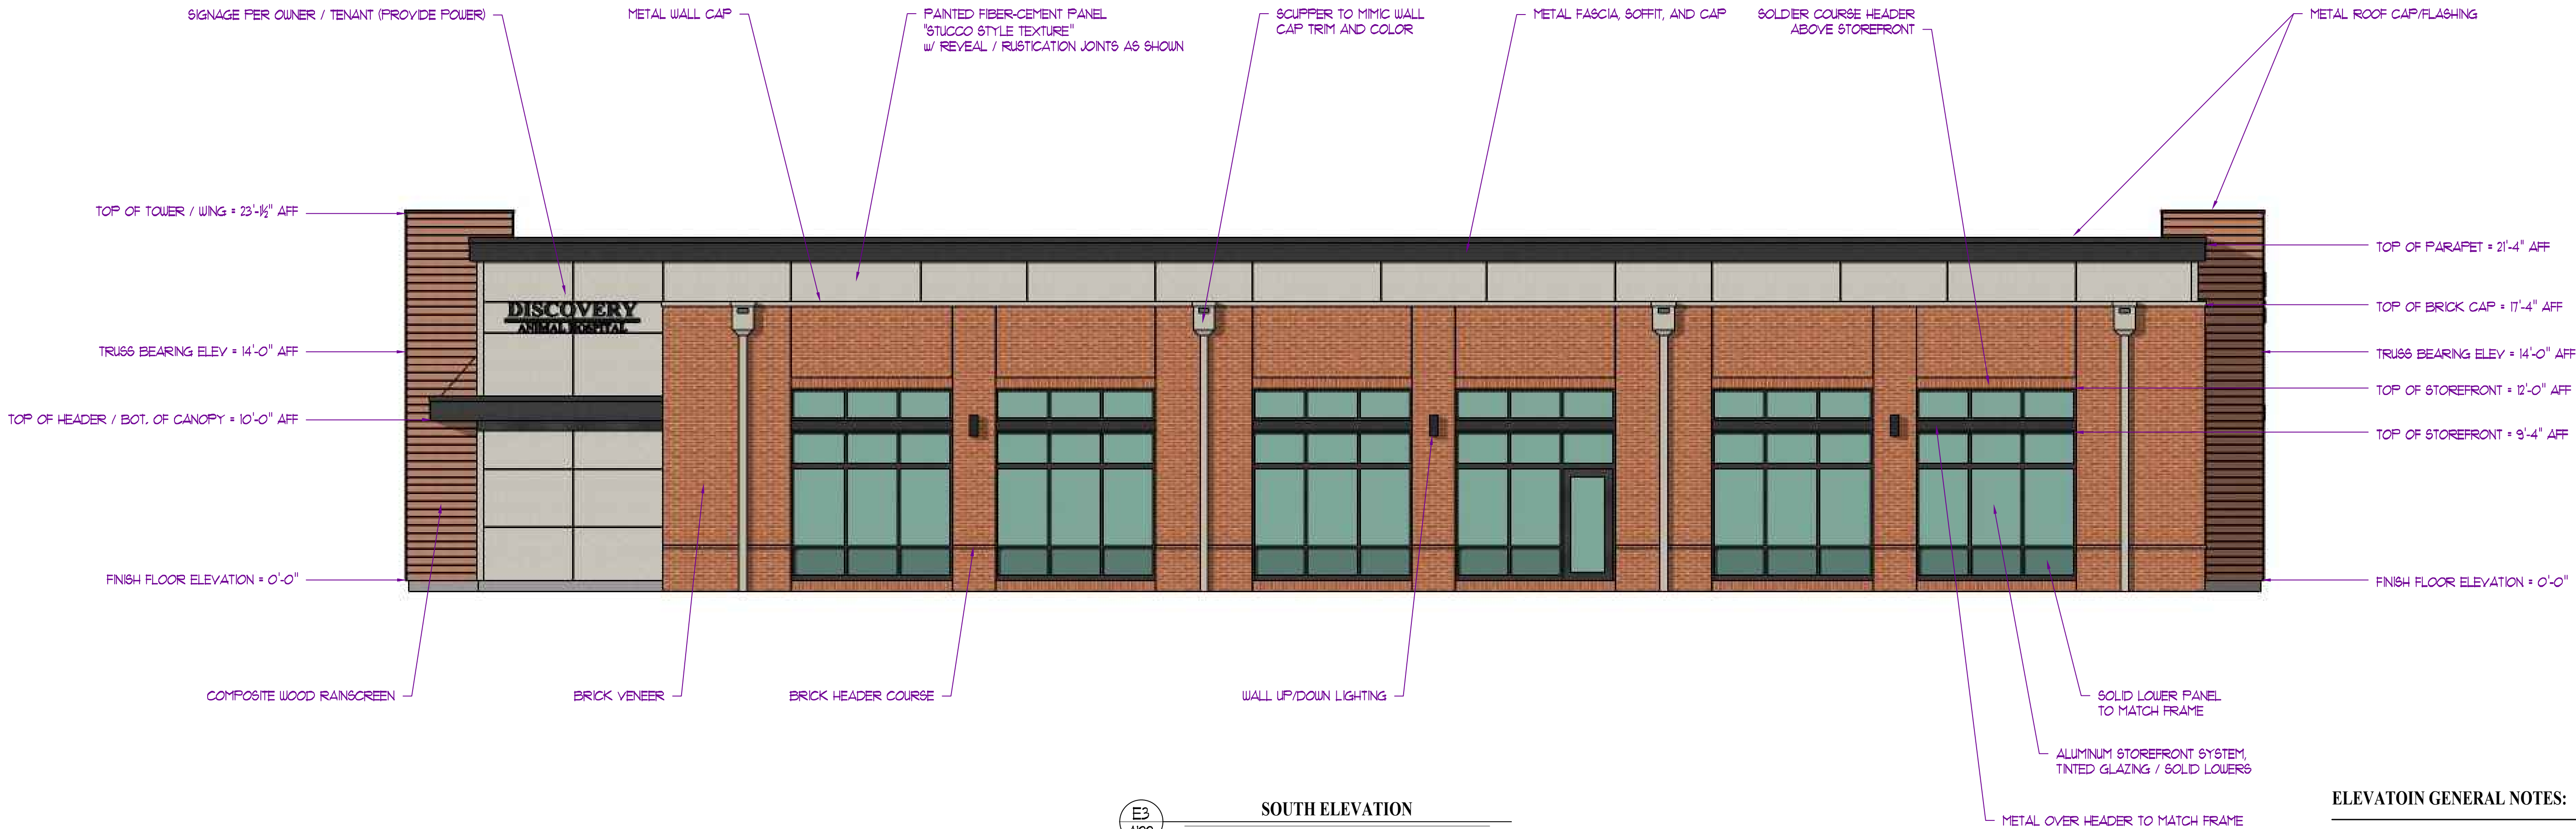 SIGNAGE PER OWNER / TENANT (PROVIDE POWER)
METAL WALL CAP
PAINTED FIBER-CEMENT PANEL
"STUCCO STYLE TEXTURE"
W/ REVEAL / RUSTICATION JOINTS AS SHOWN
SCUPPER TO MIMIC WALL
CAP TRIM AND COLOR
METAL FASCIA, SOFFIT, AND CAP
SOLDIER COURSE HEADER
ABOVE STOREFRONT
METAL ROOF CAP/FLASHING
TOP OF TOWER / WING = 23'-1½" AFF
TRUSS BEARING ELEV = 14'-0" AFF
TOP OF HEADER / BOT. OF CANOPY = 10'-0" AFF
FINISH FLOOR ELEVATION = 0'-0"
DISCOVERY
ANIMAL HOSPITAL
TOP OF PARAPET = 21'-4" AFF
TOP OF BRICK CAP = 17'-4" AFF
TRUSS BEARING ELEV = 14'-0" AFF
TOP OF STOREFRONT = 12'-0" AFF
TOP OF STOREFRONT = 9'-4" AFF
FINISH FLOOR ELEVATION = 0'-0"
COMPOSITE WOOD RAINSCREEN
BRICK VENEER
BRICK HEADER COURSE
WALL UP/DOWN LIGHTING
SOLID LOWER PANEL
TO MATCH FRAME
ALUMINUM STOREFRONT SYSTEM,
TINTED GLAZING / SOLID LOWERS
METAL OVER HEADER TO MATCH FRAME
E3
SOUTH ELEVATION
ELEVATOIN GENERAL NOTES: